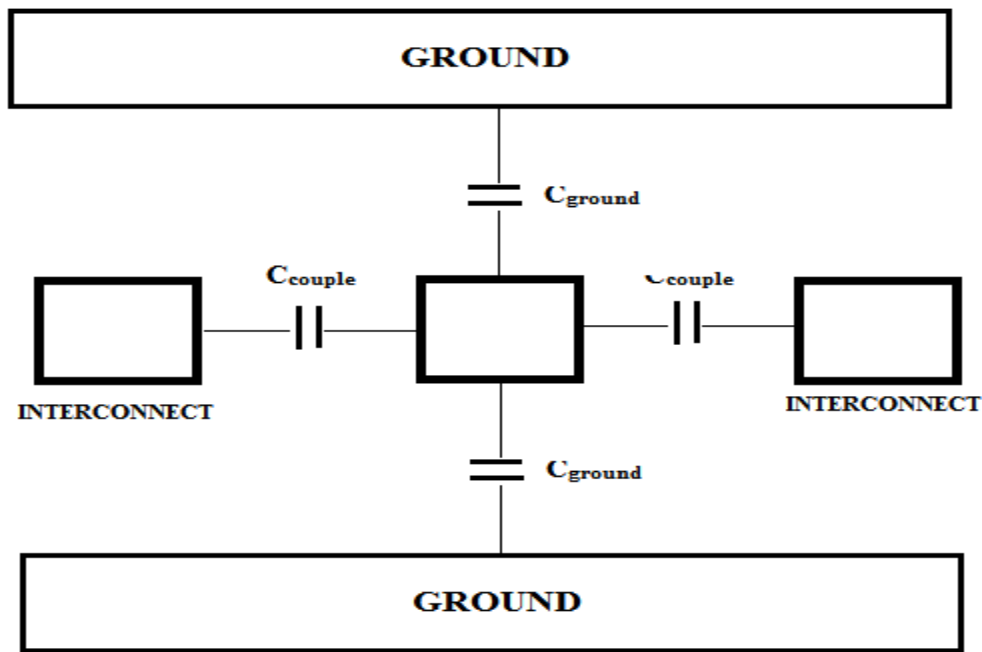 GROUND
Cground
Ccouple
Ccouple
INTERCONNECT
INTERCONNECT
Cground
GROUND